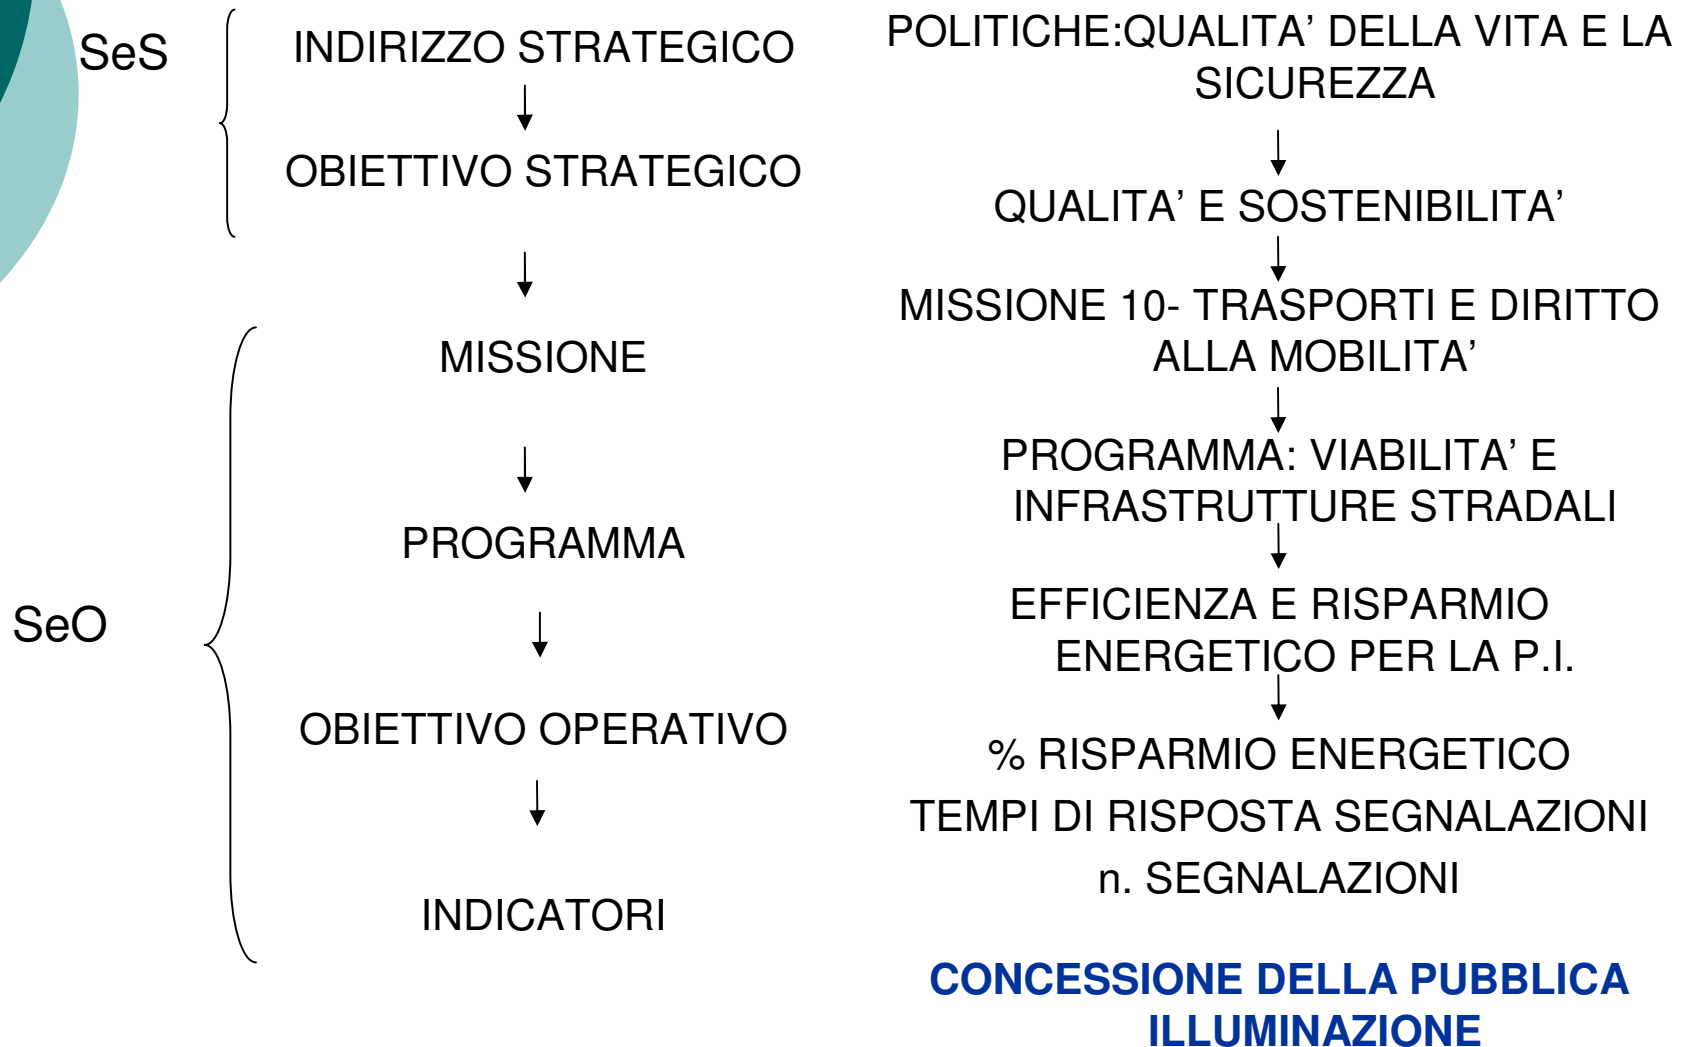 SeS
INDIRIZZO STRATEGICO
OBIETTIVO STRATEGICO
SeO
MISSIONE
PROGRAMMA
OBIETTIVO OPERATIVO
INDICATORI
POLITICHE:QUALITA’ DELLA VITA E LA
SICUREZZA
QUALITA’ E SOSTENIBILITA’
MISSIONE 10- TRASPORTI E DIRITTO
ALLA MOBILITA’
PROGRAMMA: VIABILITA’ E
INFRASTRUTTURE STRADALI
EFFICIENZA E RISPARMIO
ENERGETICO PER LA P.I.
% RISPARMIO ENERGETICO
TEMPI DI RISPOSTA SEGNALAZIONI
n. SEGNALAZIONI
CONCESSIONE DELLA PUBBLICA
ILLUMINAZIONE